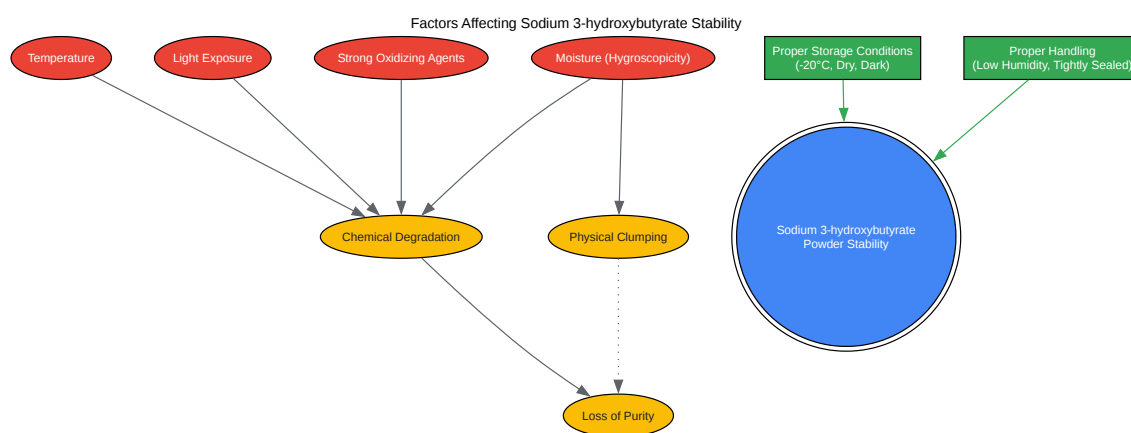 Factors Affecting Sodium 3-hydroxybutyrate Stability
Temperature
Light Exposure
Strong Oxidizing Agents
Moisture (Hygroscopicity)
Proper Storage Conditions
(-20°C, Dry, Dark)
Proper Handling
(Low Humidity, Tightly Sealed)
Chemical Degradation
Physical Clumping
Sodium 3-hydroxybutyrate
Powder Stability
Loss of Purity